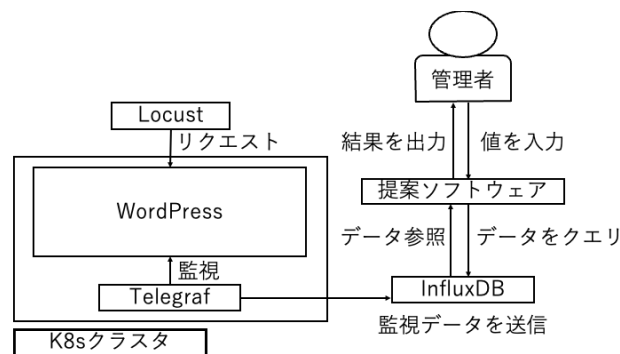 管理者
Locust
リクエスト
結果を出力
値を入力
提案ソフトウェア
WordPress
データ参照
データをクエリ
監視
Telegraf
InfluxDB
監視データを送信
K8sクラスタ